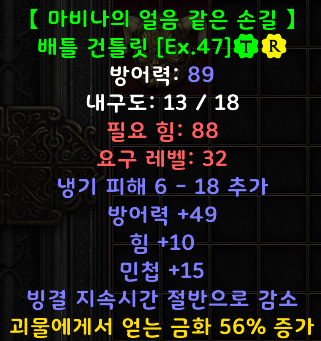 【 마비나의 얼음 같은 손길 】
배틀 건틀릿 [Ex.47] T R
방어력: 89
내구도: 13 / 18
필요 힘: 88
요구 레벨: 32
냉기 피해 6 - 18 추가
방어력 +49
힘 +10
민첩 +15
빙결 지속시간 절반으로 감소
괴물에게서 얻는 금화 56% 증가